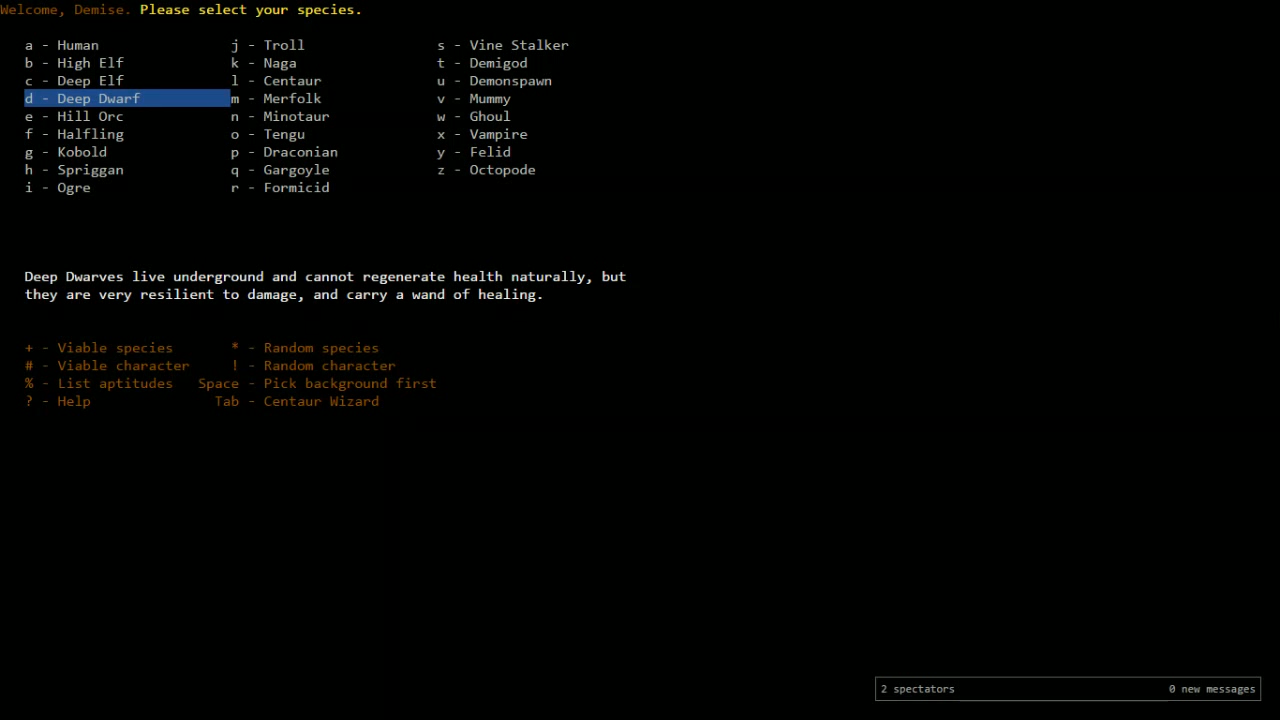 Welcome, Demise. Please select your species.
a - Human j - Troll s - Vine Stalker
b - High Elf k - Naga t - Demigod
c - Deep Elf l - Centaur u - Demonspawn
d - Deep Dwarf m - Merfolk v - Mummy
e - Hill Orc n - Minotaur w - Ghoul
f - Halfling o - Tengu x - Vampire
g - Kobold p - Draconian y - Felid
h - Spriggan q - Gargoyle z - Octopode
i - Ogre r - Formicid
Deep Dwarves live underground and cannot regenerate health naturally, but
they are very resilient to damage, and carry a wand of healing.
+ - Viable species * - Random species
# - Viable character ! - Random character
% - List aptitudes Space - Pick background first
? - Help Tab - Centaur Wizard
2 spectators 0 new messages